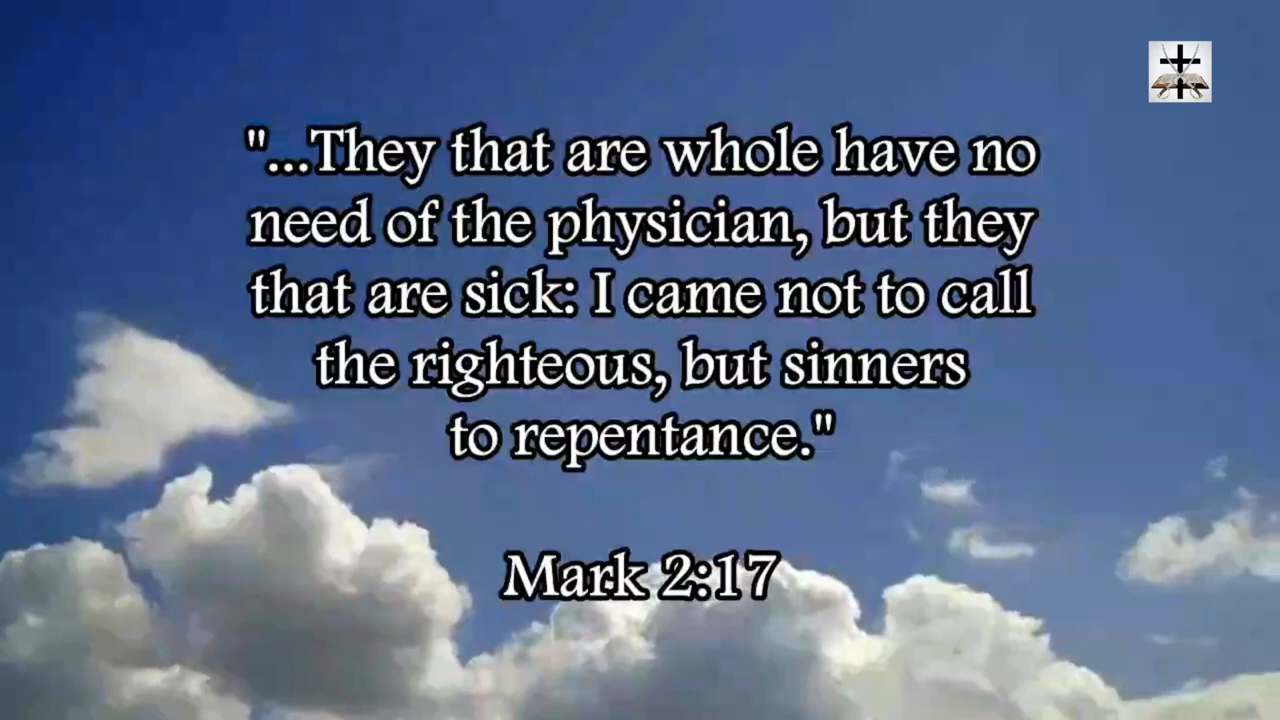 "...They that are whole have no
need of the physician, but they
that are sick: I came not to call
the righteous, but sinners
to repentance."
Mark 2:17